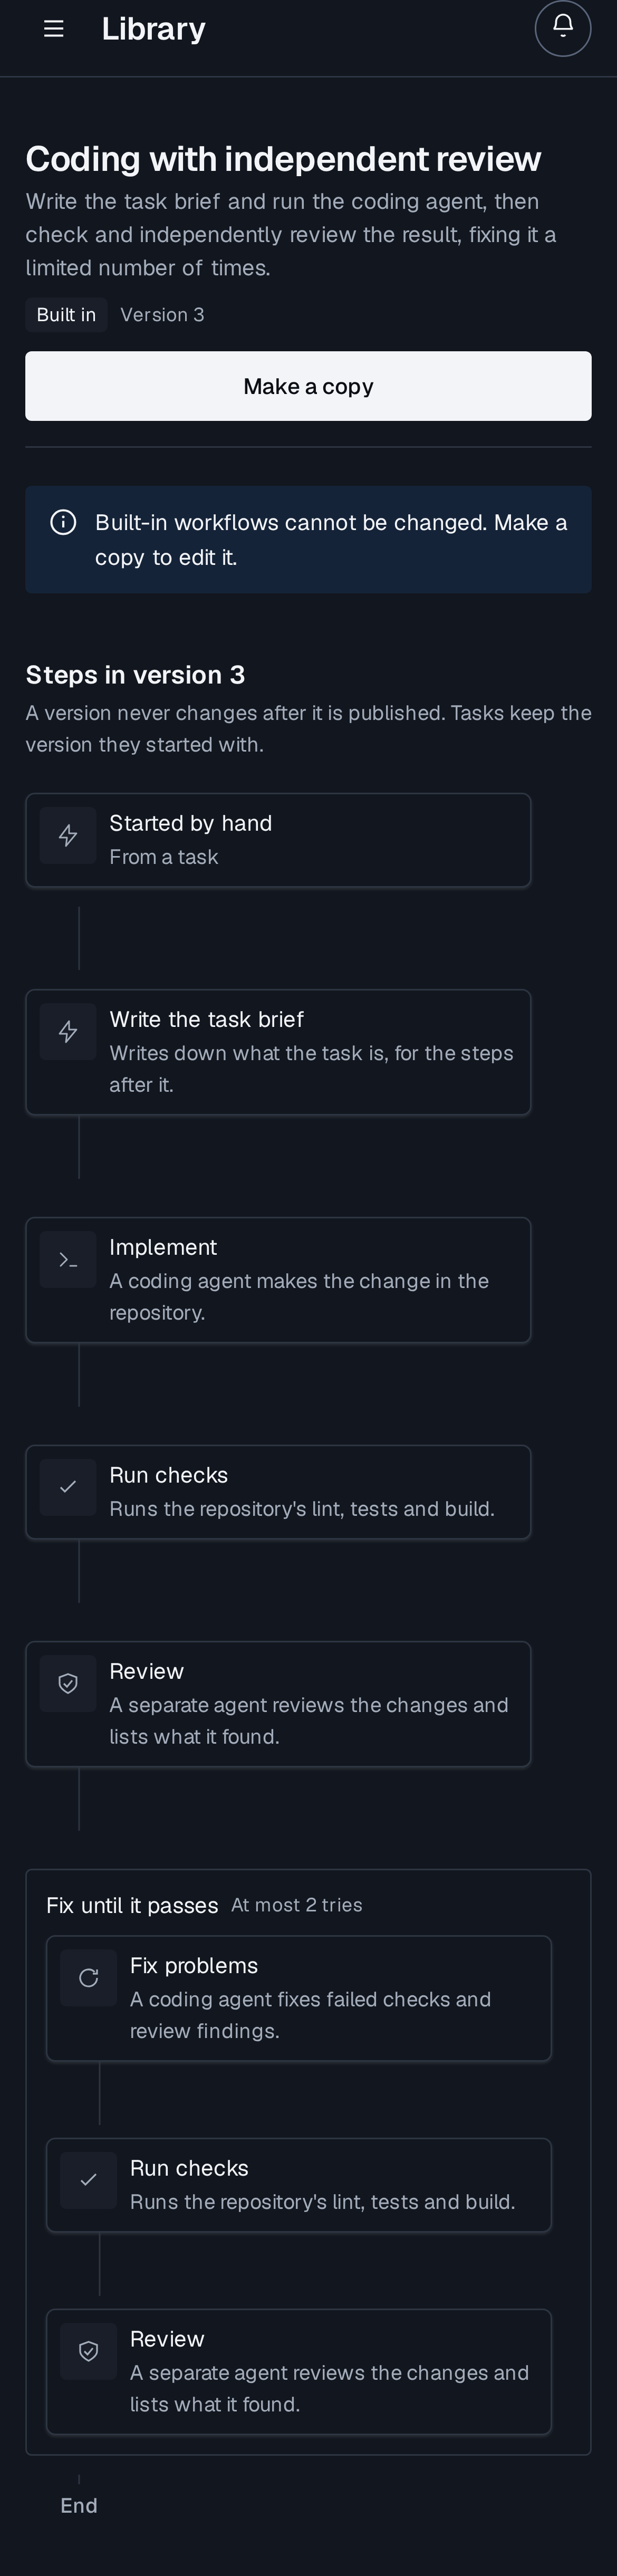 Library
Coding with independent review
Write the task brief and run the coding agent, then
check and independently review the result, fixing it a
limited number of times.
Built in Version 3
Make a copy
Built-in workflows cannot be changed. Make a
copy to edit it.
Steps in version 3
A version never changes after it is published. Tasks keep the
version they started with.
Started by hand
From a task
Write the task brief
Writes down what the task is, for the steps
after it.
Implement
A coding agent makes the change in the
repository.
Run checks
Runs the repository's lint, tests and build.
Review
A separate agent reviews the changes and
lists what it found.
Fix until it passes At most 2 tries
Fix problems
A coding agent fixes failed checks and
review findings.
Run checks
Runs the repository's lint, tests and build.
Review
A separate agent reviews the changes and
lists what it found.
End